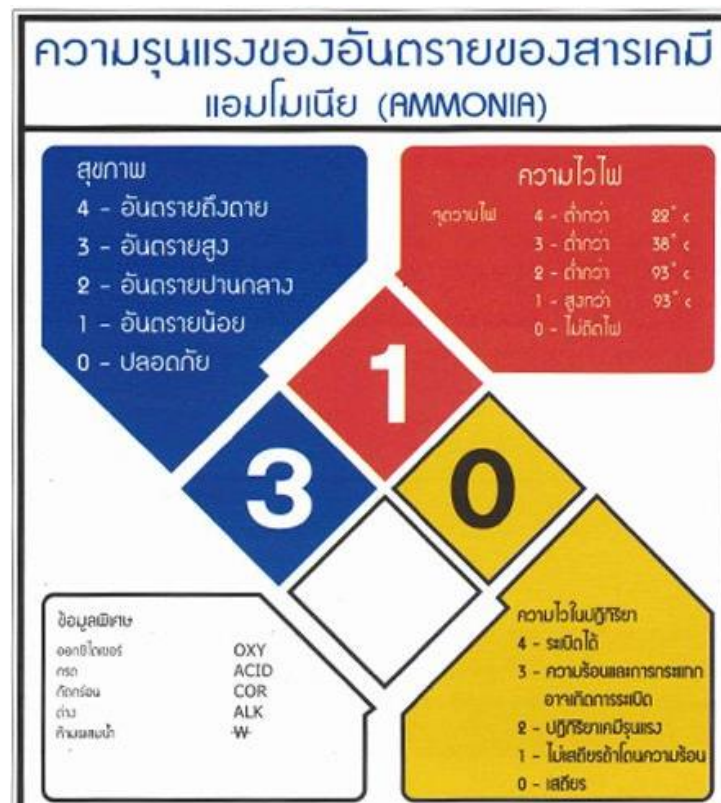 ความรุนแรงของอันตรายของสารเคมี
แอมโมเนีย (AMMONIA)
สุขภาพ
4 - อันตรายถึงตาย
3 - อันตรายสูง
2 - อันตรายปานกลาง
1 - อันตรายน้อย
0 - ปลอดภัย
ความไวไฟ
จุดวาบไฟ 4 - ต่ำกว่า 22° c
3 - ต่ำกว่า 38° c
2 - ต่ำกว่า 93° c
1 - สูงกว่า 93° c
0 - ไม่ติดไฟ
1
3
0
ข้อมูลพิเศษ
ออกซิไดเซอร์ OXY
กรด ACID
กัดกร่อน COR
ด่าง ALK
ห้ามผสมน้ำ W
ความไวในปฏิกิริยา
4 - ระเบิดได้
3 - ความร้อนและการกระแทก
อาจเกิดการระเบิด
2 - ปฏิกิริยาเคมีรุนแรง
1 - ไม่เสถียรถ้าโดนความร้อน
0 - เสถียร